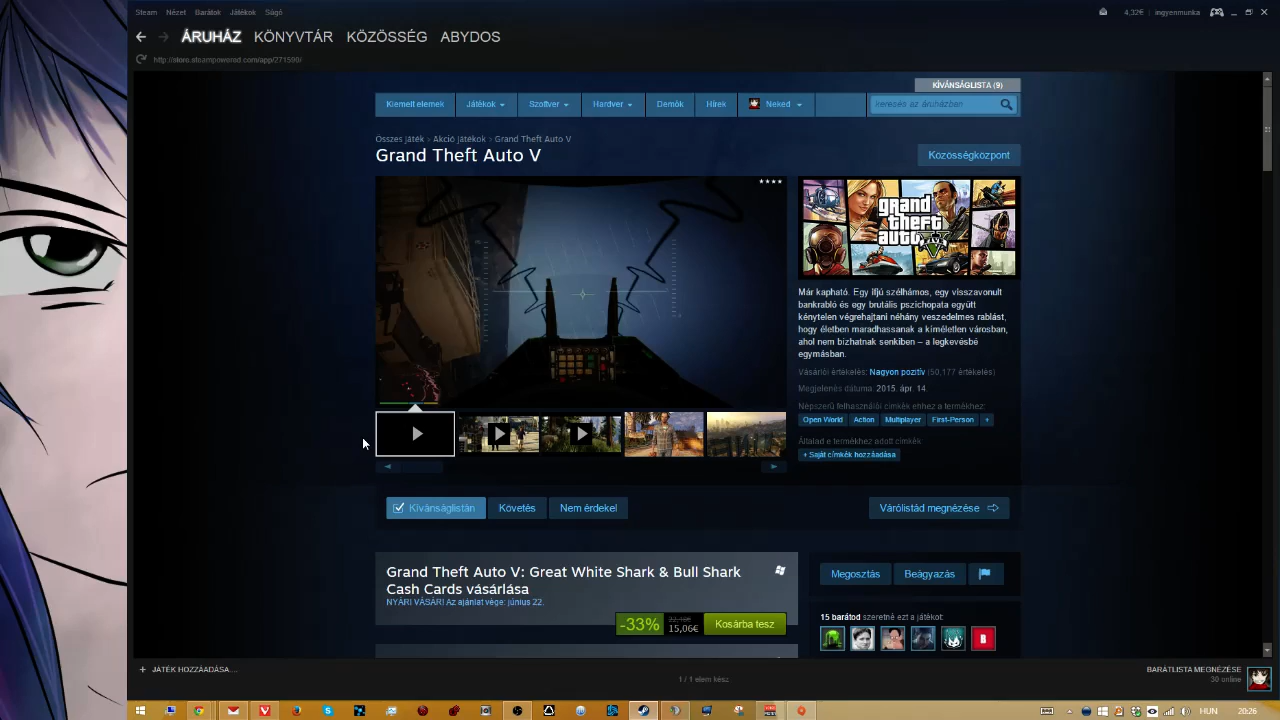 Steam Nézet Barátok Játékok Súgó
4,32€ ingyenmunka
ÁRUHÁZ KÖNYVTÁR KÖZÖSSÉG ABYDOS
http://store.steampowered.com/app/271590/
KÍVÁNSÁGLISTA (9)
Kiemelt elemek Játékok Szoftver Hardver Demók Hírek Neked keresés az áruházban
Összes játék > Akció játékok > Grand Theft Auto V
Grand Theft Auto V
Közösségközpont
grand
theft
auto V
Már kapható. Egy ifjú szélhámos, egy visszavonult
bankrabló és egy brutális pszichopata együtt
kénytelen végrehajtani néhány veszedelmes rablást,
hogy életben maradhassanak a kíméletlen városban,
ahol nem bízhatnak senkiben – a legkevésbé
egymásban.
Vásárlói értékelés: Nagyon pozitív (50,177 értékelés)
Megjelenés dátuma: 2015. ápr. 14.
Népszerű felhasználói címkék ehhez a termékhez:
Open World Action Multiplayer First-Person +
Általad e termékhez adott címkék:
+ Saját címkék hozzáadása
Kívánságlistán Követés Nem érdekel Várólistád megnézése
Grand Theft Auto V: Great White Shark & Bull Shark
Cash Cards vásárlása
NYÁRI VÁSÁR! Az ajánlat vége: június 22.
-33% 22,48€ 15,06€ Kosárba tesz
Megosztás Beágyazás
15 barátod szeretné ezt a játékot:
B
+ JÁTÉK HOZZÁADÁSA...
1 / 1 elem kész
BARÁTLISTA MEGNÉZÉSE
30 online
HUN 20:26